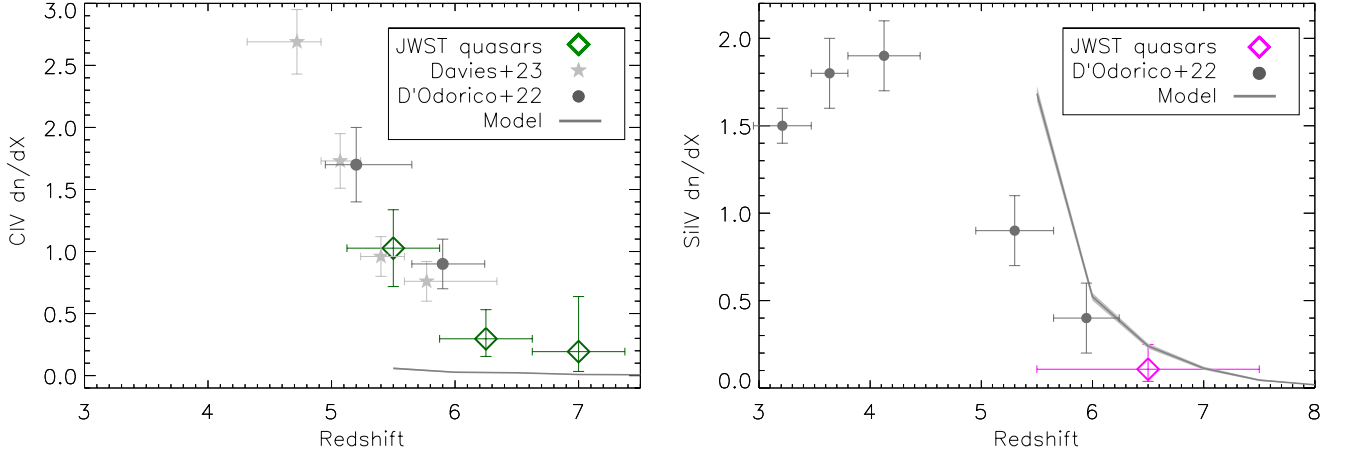 3.0
2.5
2.0
1.5
1.0
0.5
0.0
CIV dn/dX
JWST quasars
Davies+23
D'Odorico+22
Model
3 4 5 6 7
Redshift
2.0
1.5
1.0
0.5
0.0
SiIV dn/dX
JWST quasars
D'Odorico+22
Model
3 4 5 6 7 8
Redshift